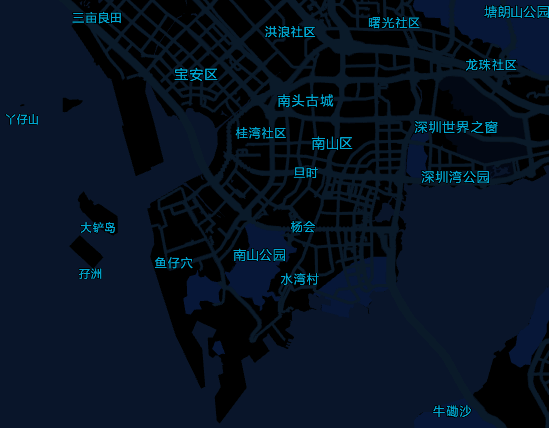 塘朗山公园
三亩良田
曙光社区
洪浪社区
龙珠社区
宝安区
南头古城
丫仔山
深圳世界之窗
桂湾社区
南山区
旦时
深圳湾公园
大铲岛
杨会
南山公园
鱼仔穴
孖洲
水湾村
牛磡沙